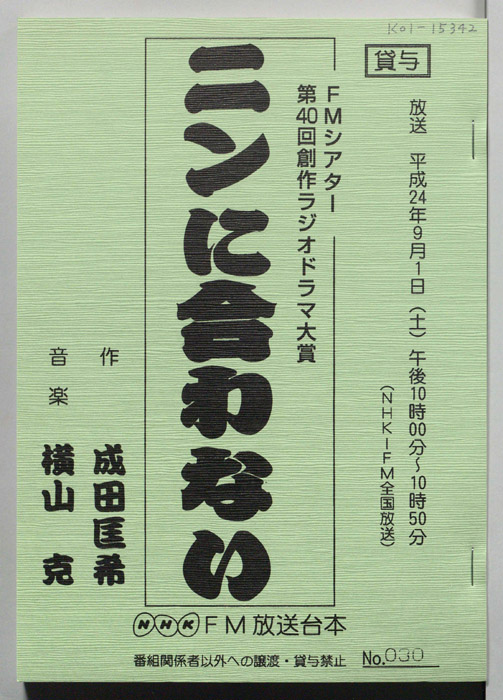 K01-15342
貸与
放送 平成24年9月1日（土）午後10時00分〜10時50分
（NHK-FM全国放送）
FMシアター
第40回創作ラジオドラマ大賞
ニンに合わない
作 成田匡希
音楽 横山 克
NHK FM放送台本
番組関係者以外への譲渡・貸与禁止 No.030